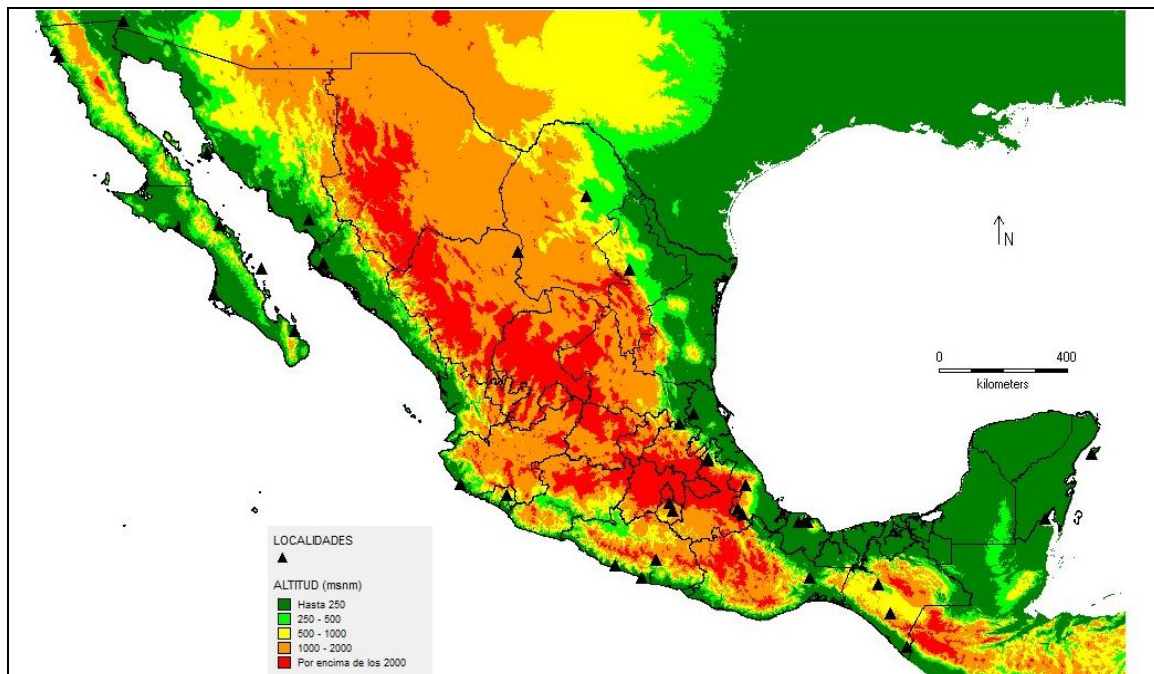 N
0 400
kilometers
LOCALIDADES
ALTITUD (msnm)
Hasta 250
250 - 500
500 - 1000
1000 - 2000
Por encima de los 2000